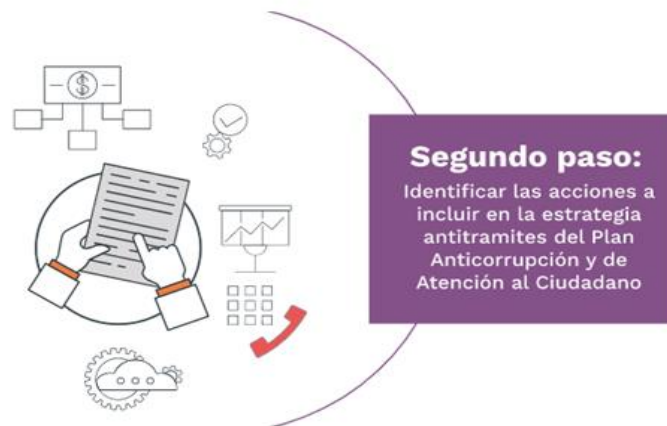 Segundo paso:
Identificar las acciones a
incluir en la estrategia
antitramites del Plan
Anticorrupción y de
Atención al Ciudadano
$